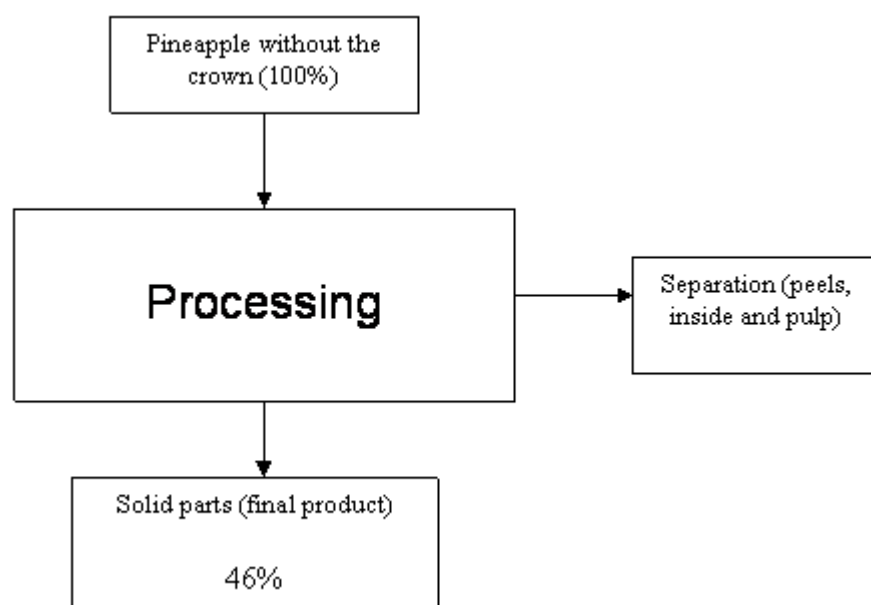 Pineapple without the
crown (100%)
Processing
Separation (peels,
inside and pulp)
Solid parts (final product)
46%